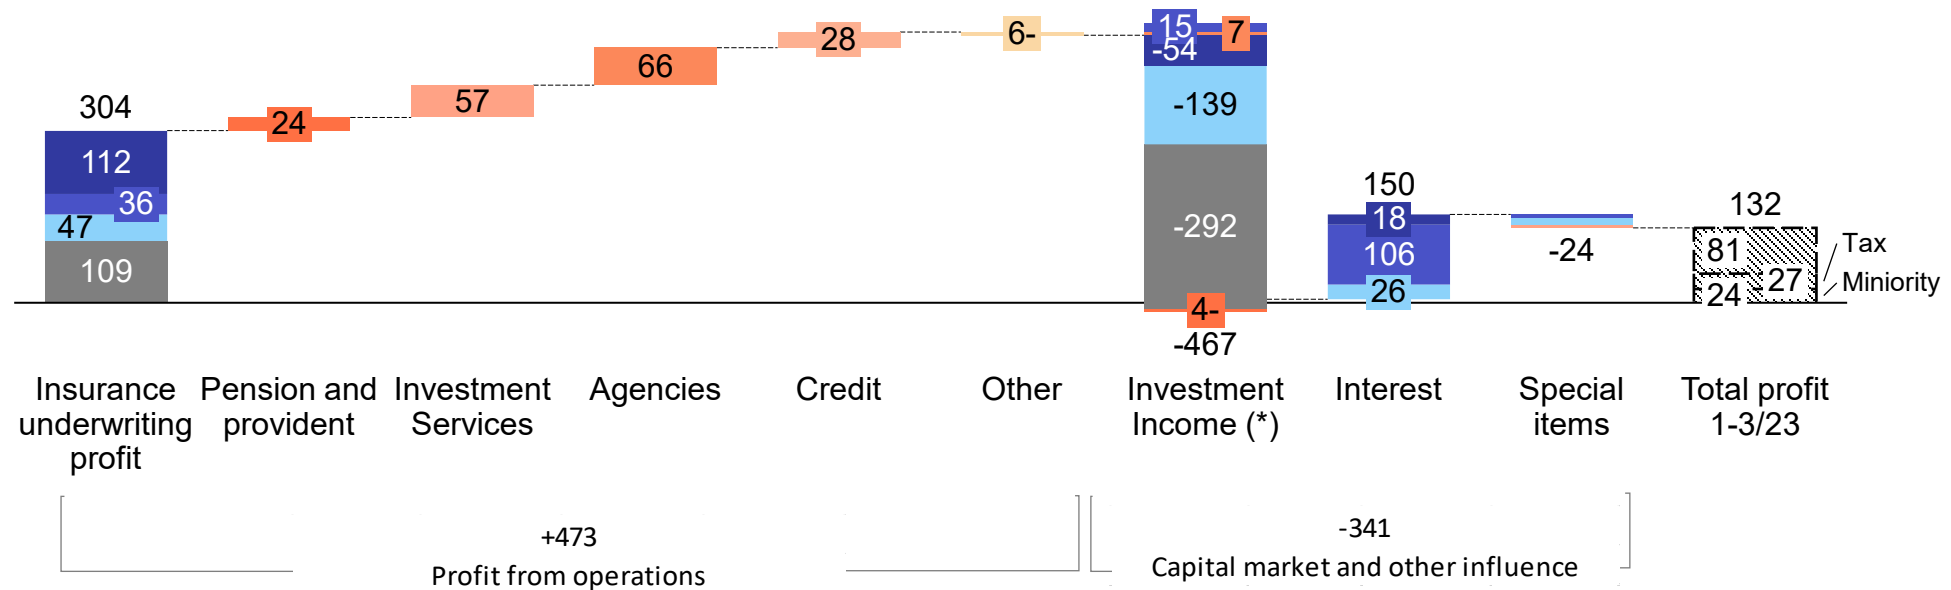 304
112
36
47
109
24
57
66
28
6-
15
7
-54
-139
-292
4-
-467
150
18
106
26
-24
132
81
27
24
Tax
Miniority
Insurance
underwriting
profit
Pension and
provident
Investment
Services
Agencies
Credit
Other
Investment
Income (*)
Interest
Special
items
Total profit
1-3/23
+473
Profit from operations
-341
Capital market and other influence